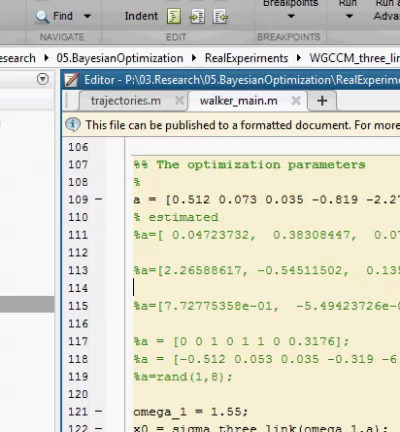 Breakpoints
Run
Run
Find
Indent
Adva
NAVIGATE
EDIT
BREAKPOINTS
search
05.BayesianOptimization
RealExperiments
WGCCM_three_lin
Editor - P:\03.Research\05.BayesianOptimization\RealExperime
trajectories.m
walker_main.m
This file can be published to a formatted document. For more
106
107 %% The optimization parameters
108 %
109 - a = [0.512 0.073 0.035 -0.819 -2.27
110 % estimated
111 %a=[ 0.04723732, 0.38308447, 0.07
112
113 %a=[2.26588617, -0.54511502, 0.135
114
115 %a=[7.72775358e-01, -5.49423726e-0
116
117 %a = [0 0 1 0 1 1 0 0.3176];
118 %a = [-0.512 0.053 0.035 -0.319 -6
119 %a=rand(1,8);
120
121 - omega_1 = 1.55;
122 - x0 = sigma_three_link(omega_1,a);